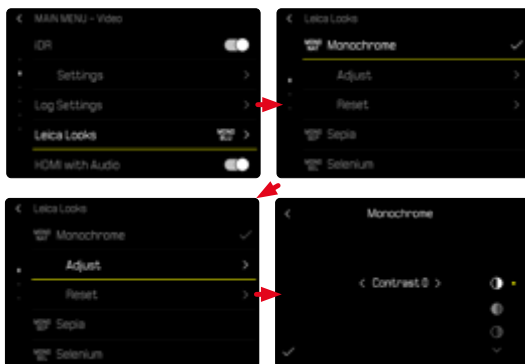 MAIN MENU – Video
IDR
Settings
Log Settings
Leica Looks
HDMI with Audio
Leica Looks
Monochrome
Adjust
Reset
Sepia
Selenium
Leica Looks
Monochrome
Adjust
Reset
Sepia
Selenium
Monochrome
Contrast 0